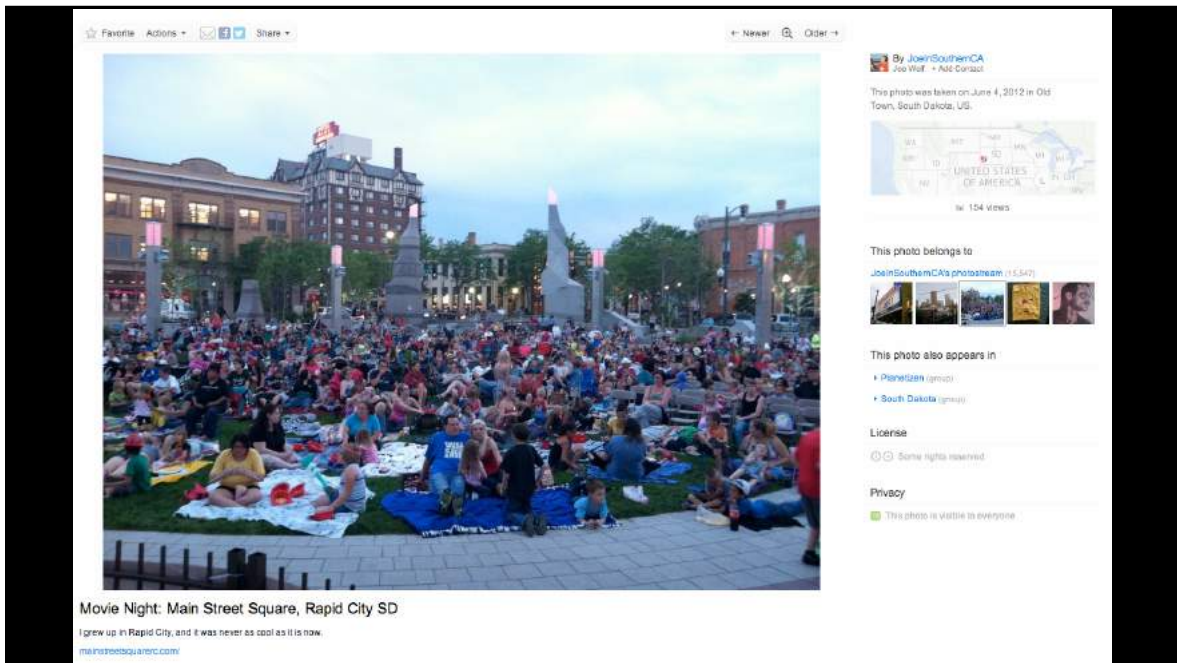 Favorite Actions Share
← Newer Older →
By JoeinSouthernCA
Joe Wolf + Add Contact
This photo was taken on June 4, 2012 in Old
Town, South Dakota, US.
UNITED STATES
OF AMERICA
154 views
This photo belongs to
JoeinSouthernCA's photostream (15,547)
This photo also appears in
Planetizen (group)
South Dakota (group)
License
Some rights reserved
Privacy
This photo is visible to everyone
Movie Night: Main Street Square, Rapid City SD
I grew up in Rapid City, and it was never as cool as it is now.
mainstreetsquarerc.com/